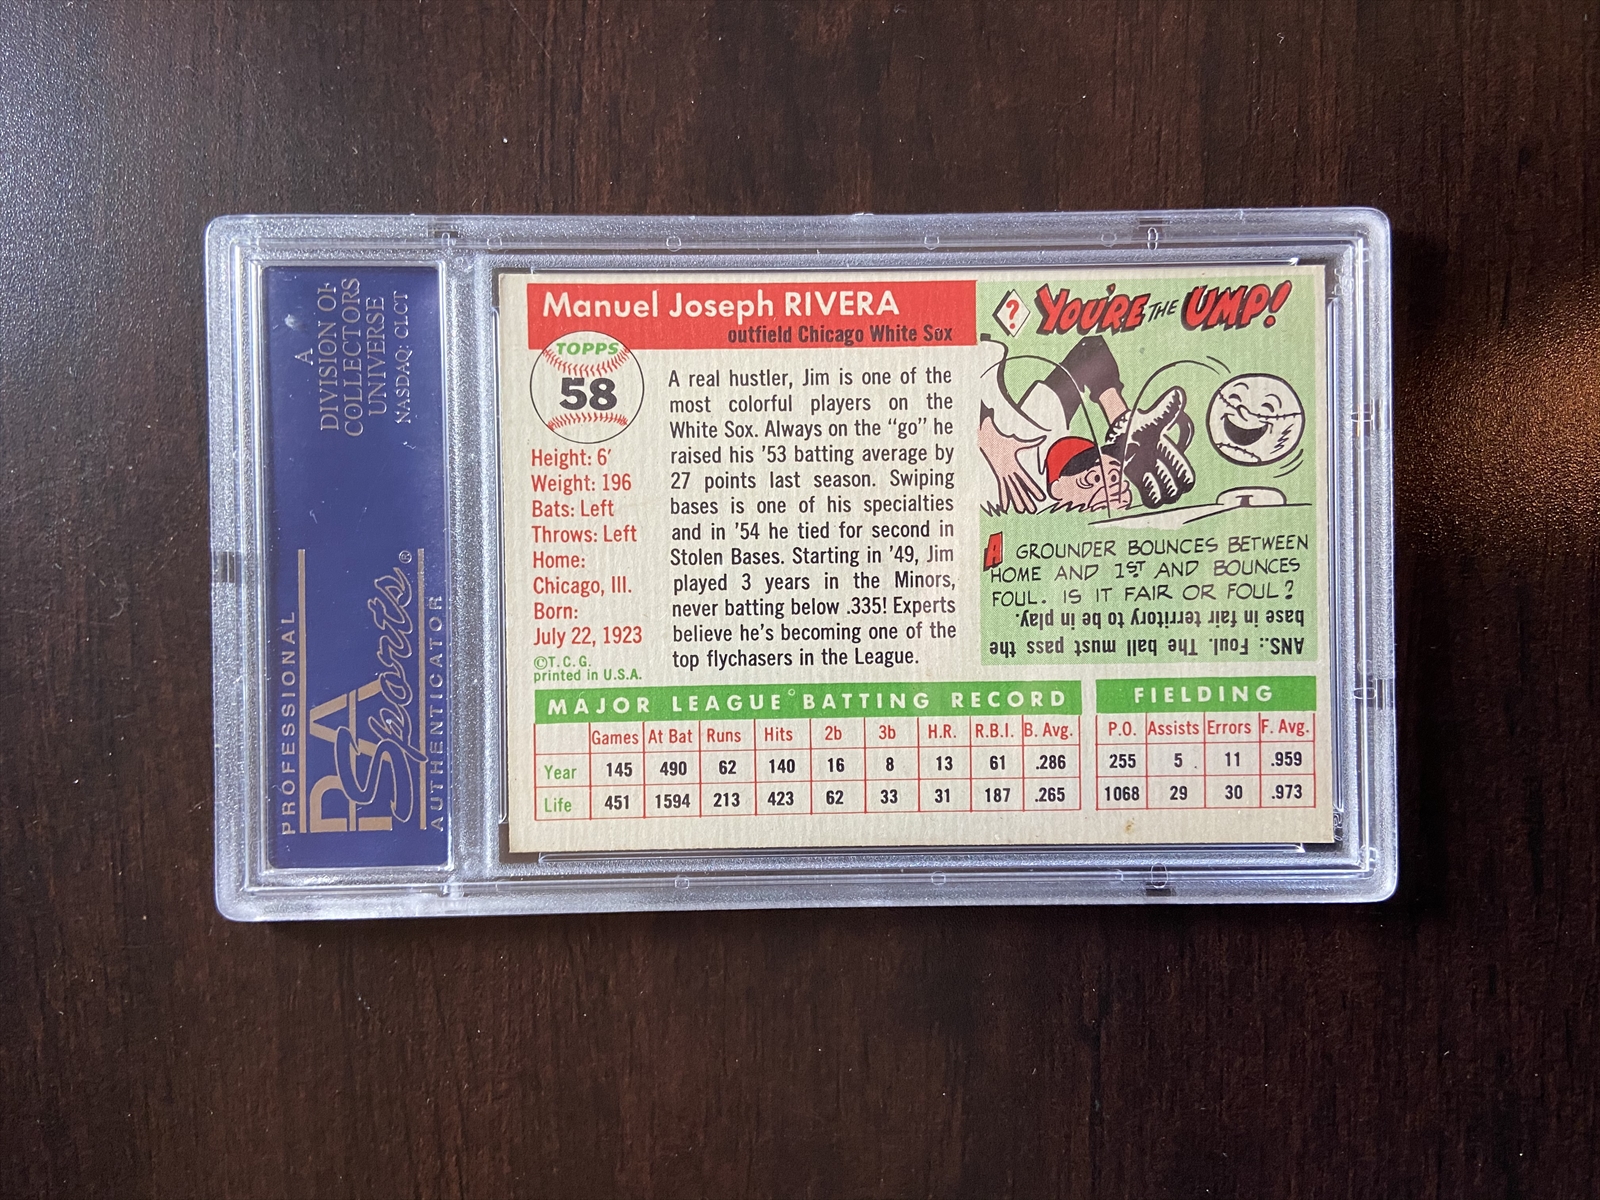 A
DIVISION OF
COLLECTORS
UNIVERSE
NASDAQ: CLCT
PROFESSIONAL
PSA
Sports®
AUTHENTICATOR
Manuel Joseph RIVERA
outfield Chicago White Sox
TOPPS
58
Height: 6'
Weight: 196
Bats: Left
Throws: Left
Home:
Chicago, Ill.
Born:
July 22, 1923
©T.C.G.
printed in U.S.A.
A real hustler, Jim is one of the
most colorful players on the
White Sox. Always on the "go" he
raised his '53 batting average by
27 points last season. Swiping
bases is one of his specialties
and in '54 he tied for second in
Stolen Bases. Starting in '49, Jim
played 3 years in the Minors,
never batting below .335! Experts
believe he's becoming one of the
top flychasers in the League.
? YOU'RE THE UMP!
A GROUNDER BOUNCES BETWEEN
HOME AND 1ST AND BOUNCES
FOUL. IS IT FAIR OR FOUL?
ANS.: Foul. The ball must pass the
base in fair territory to be in play.
MAJOR LEAGUE BATTING RECORD
Games At Bat Runs Hits 2b 3b H.R. R.B.I. B. Avg.
Year 145 490 62 140 16 8 13 61 .286
Life 451 1594 213 423 62 33 31 187 .265
FIELDING
P.O. Assists Errors F. Avg.
255 5 11 .959
1068 29 30 .973